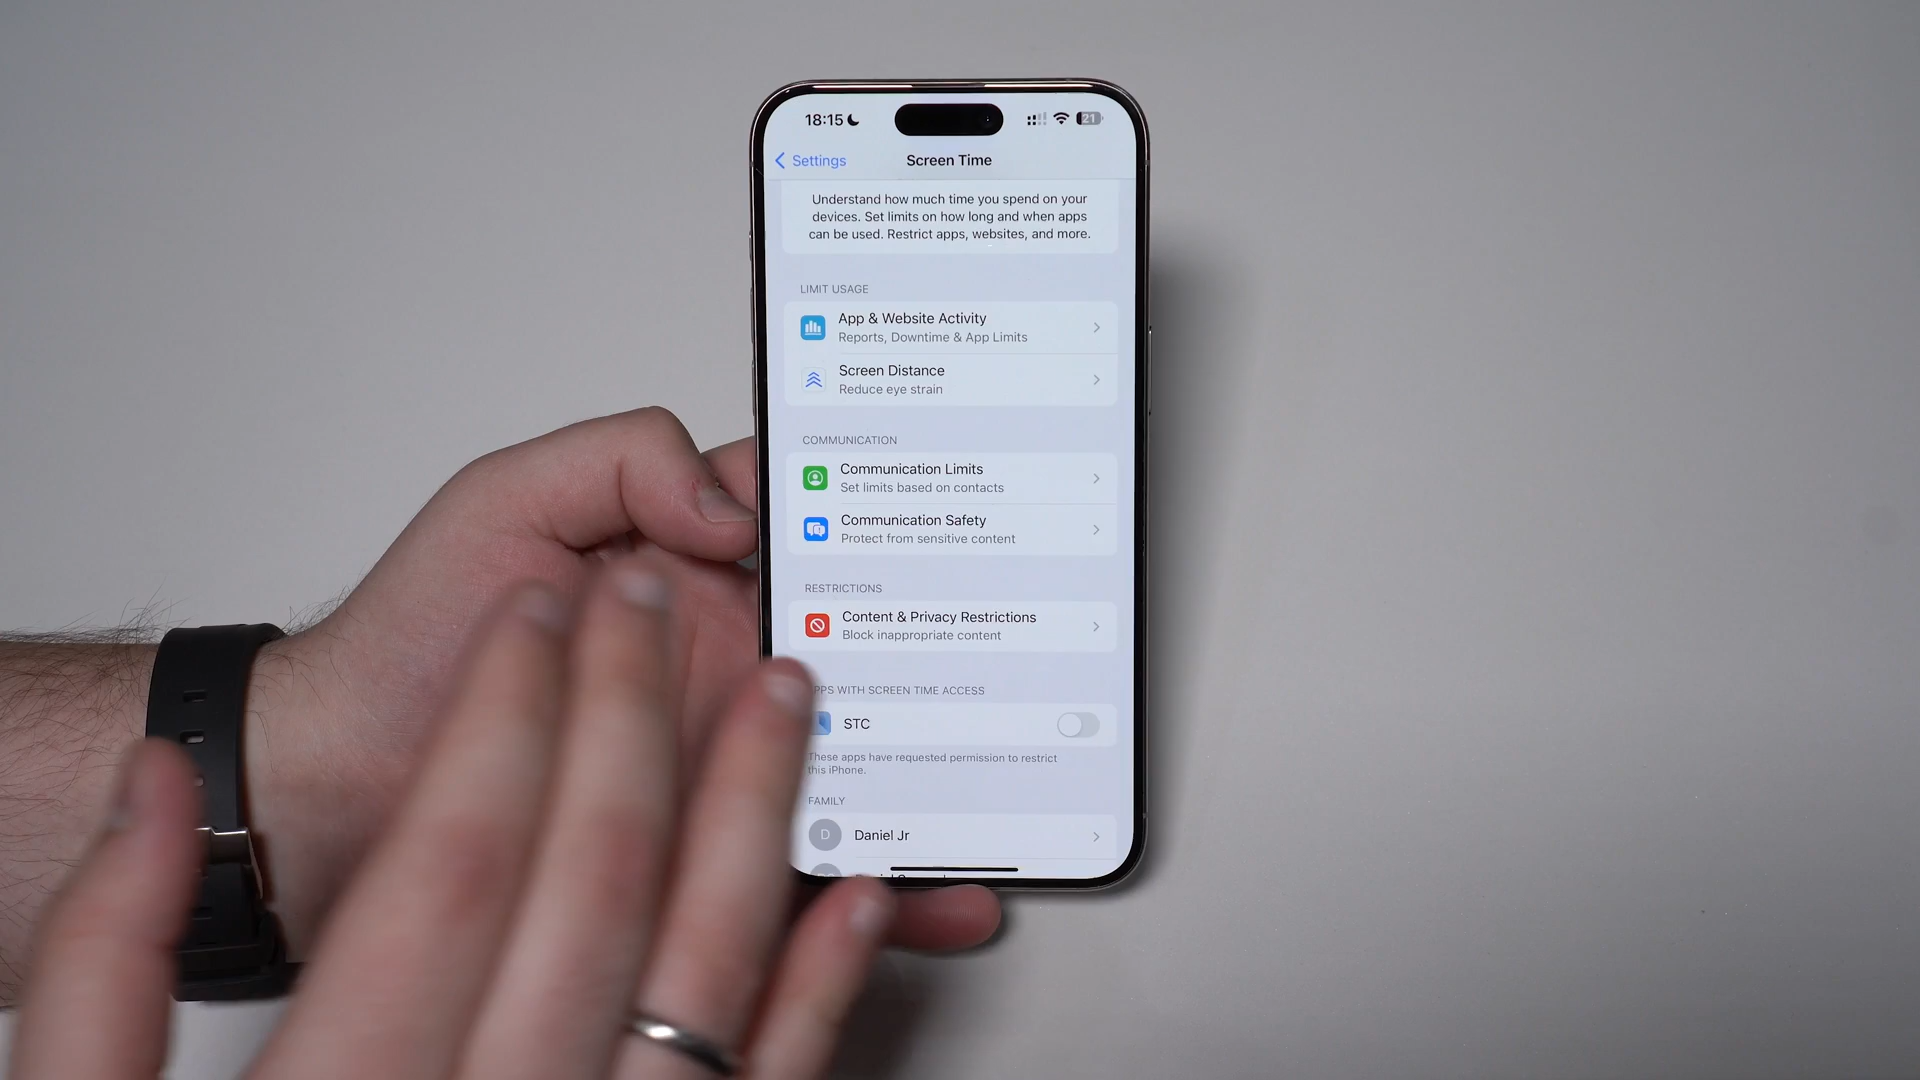 18:15
21
Settings
Screen Time
Understand how much time you spend on your
devices. Set limits on how long and when apps
can be used. Restrict apps, websites, and more.
LIMIT USAGE
App & Website Activity
Reports, Downtime & App Limits
Screen Distance
Reduce eye strain
COMMUNICATION
Communication Limits
Set limits based on contacts
Communication Safety
Protect from sensitive content
RESTRICTIONS
Content & Privacy Restrictions
Block inappropriate content
PPS WITH SCREEN TIME ACCESS
STC
These apps have requested permission to restrict
this iPhone.
FAMILY
D
Daniel Jr